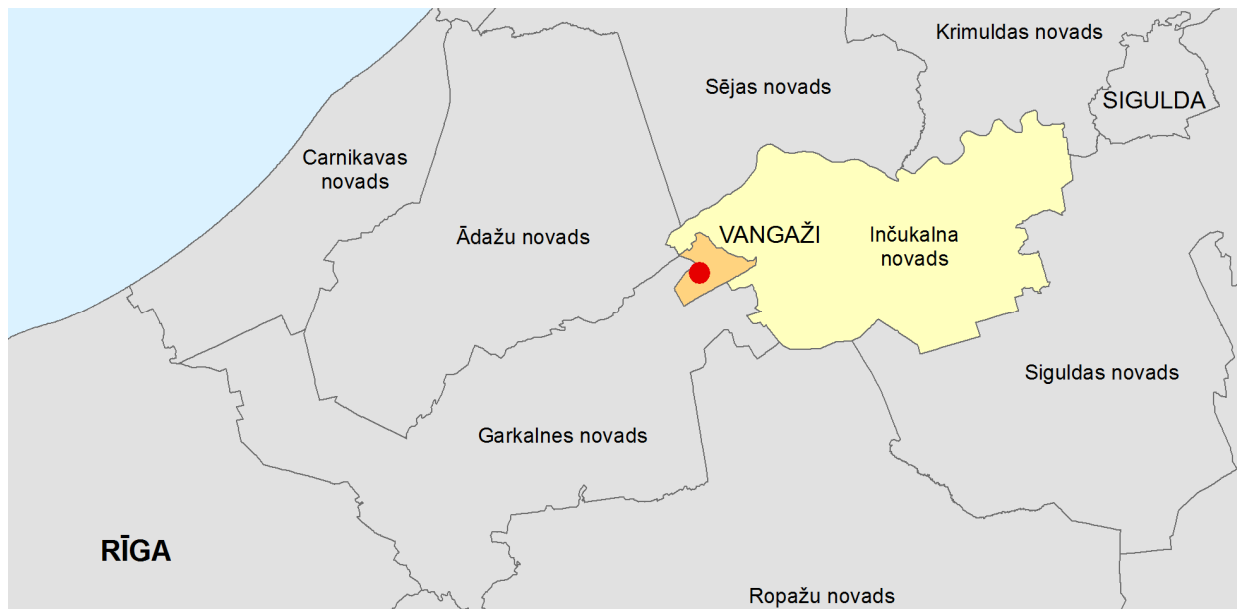 Krimuldas novads
Sējas novads
SIGULDA
Carnikavas
novads
Ādažu novads
VANGAŽI
Inčukalna
novads
Siguldas novads
Garkalnes novads
RĪGA
Ropažu novads